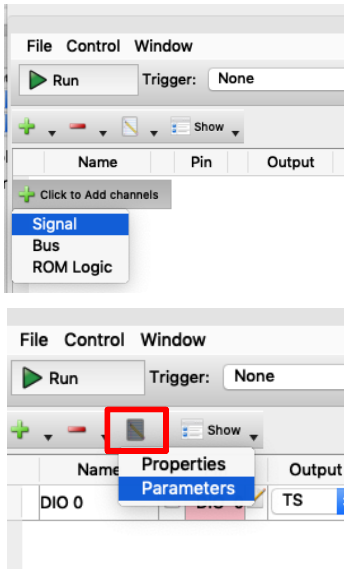 File Control Window
Run Trigger: None
Show
Name Pin Output
Click to Add channels
Signal
Bus
ROM Logic
File Control Window
Run Trigger: None
Show
Name Output
Properties
Parameters
DIO 0 TS